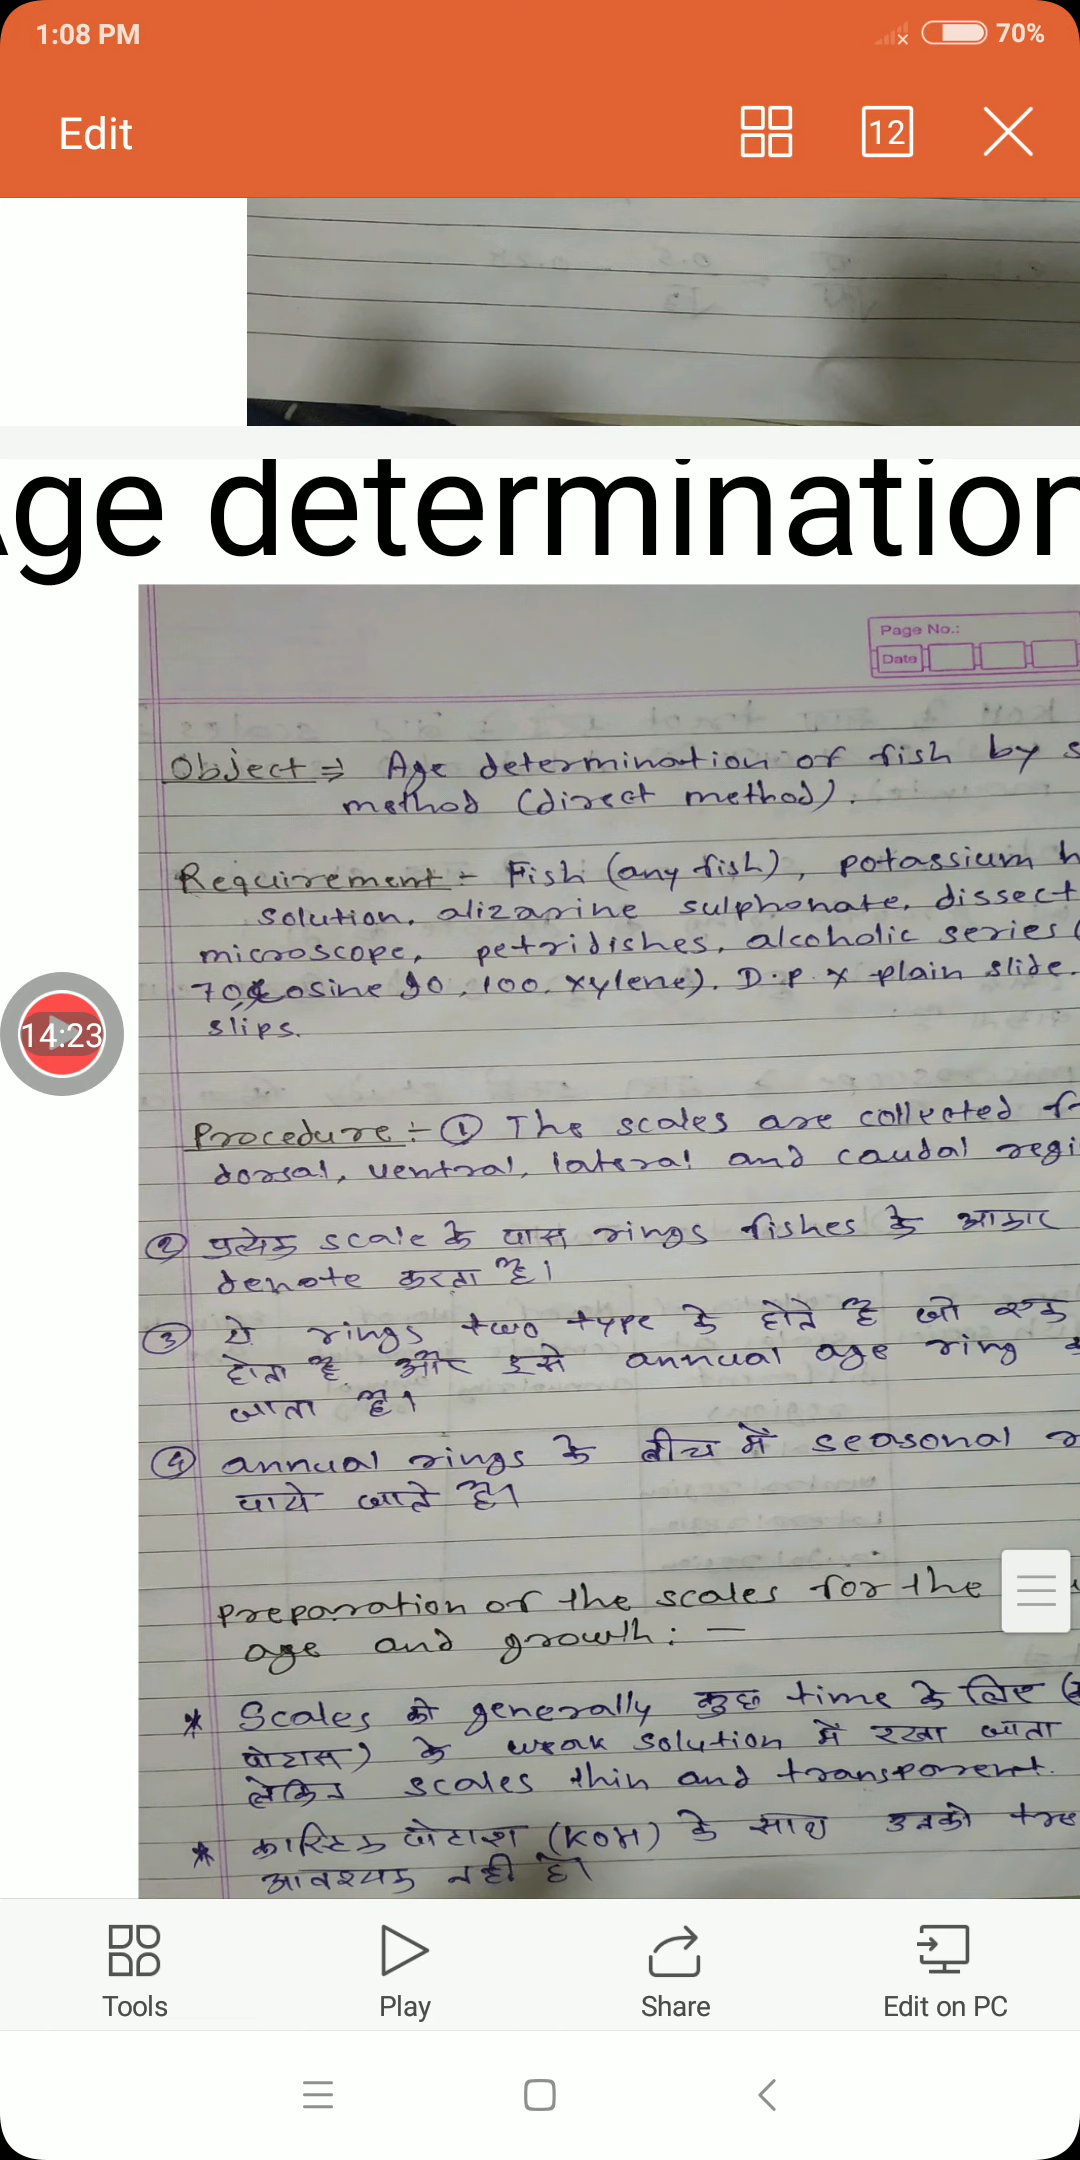 1:08 PM
70%
Edit
12
ge determination
Page No.:
Date
Object ⇒ Age determination of fish by s
method (direct method).
Requirement :- Fish (any fish), potassium h
solution, alizarine sulphonate, dissect
microscope, petridishes, alcoholic series (
70, eosine 90, 100, xylene). D.P.X plain slide.
slips.
14:23
Procedure :- ① The scales are collected f
dorsal, ventral, lateral and caudal regi
② प्रत्येक scale के पास rings fishes के आकार
denote करता है।
③ ये rings two type के होते है जो एक
होता है और इसे annual age ring
जाता है।
④ annual rings के बीच में seasonal r
पाये जाते है।
preparation of the scales for the
age and growth : —
* Scales को generally कुछ time के लिए
पोटास) के weak solution में रखा जाता
लेकिन scales thin and transparent.
* कास्टिक पोटाश (KOH) के साथ उनको tre
आवश्यक नही है।
Tools
Play
Share
Edit on PC